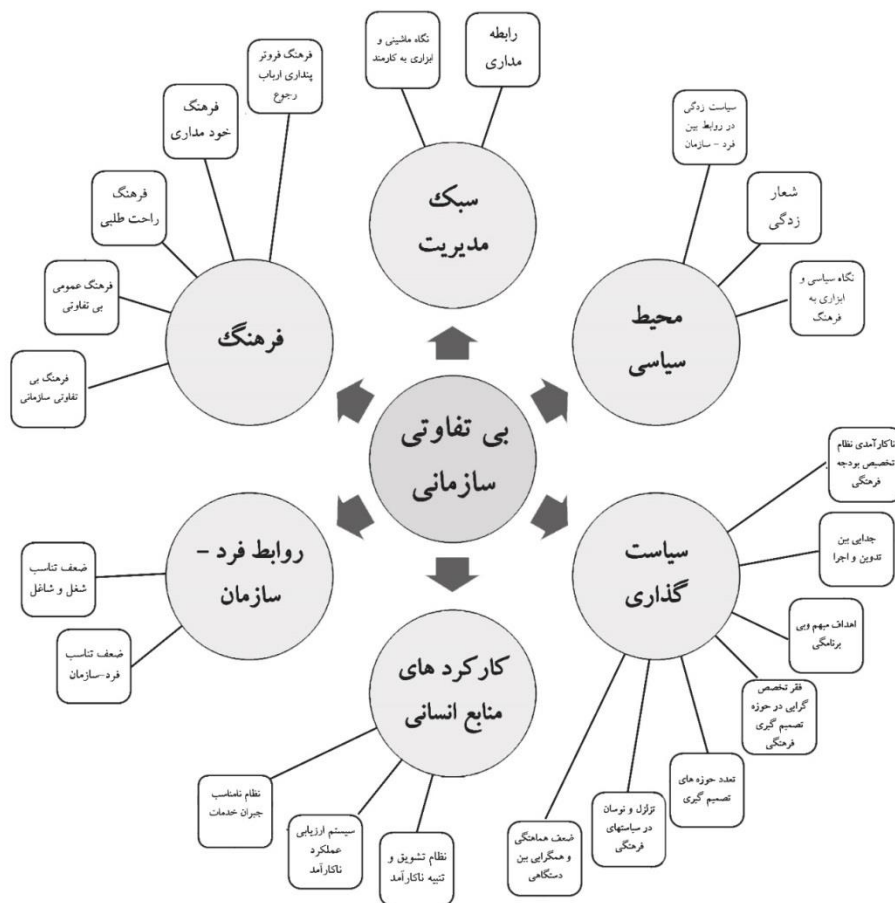 نگاه ماشینی و
ابزاری به کارمند
رابطه
مداری
فرهنگ فروتر
پنداری ارباب
رجوع
فرهنگ
خود مداری
فرهنگ
راحت طلبی
فرهنگ عمومی
بی تفاوتی
فرهنگ بی
تفاوتی سازمانی
سیاست زدگی
در روابط بین
فرد - سازمان
شعار
زدگی
نگاه سیاسی و
ابزاری به
فرهنگ
سبک
مدیریت
فرهنگ
محیط
سیاسی
بی تفاوتی
سازمانی
روابط فرد -
سازمان
سیاست
گذاری
کارکرد های
منابع انسانی
ضعف تناسب
شغل و شاغل
ضعف تناسب
فرد-سازمان
ناکارآمدی نظام
تخصیص بودجه
فرهنگی
جدایی بین
تدوین و اجرا
اهداف مبهم وبی
برنامگی
فقر تخصص
گرایی در حوزه
تصمیم گیری
فرهنگی
تعدد حوزه های
تصمیم گیری
تزلزل و نوسان
در سیاستهای
فرهنگی
ضعف هماهنگی
و همگرایی بین
دستگاهی
نظام نامناسب
جبران خدمات
سیستم ارزیابی
عملکرد
ناکارآمد
نظام تشویق و
تنبیه ناکارآمد